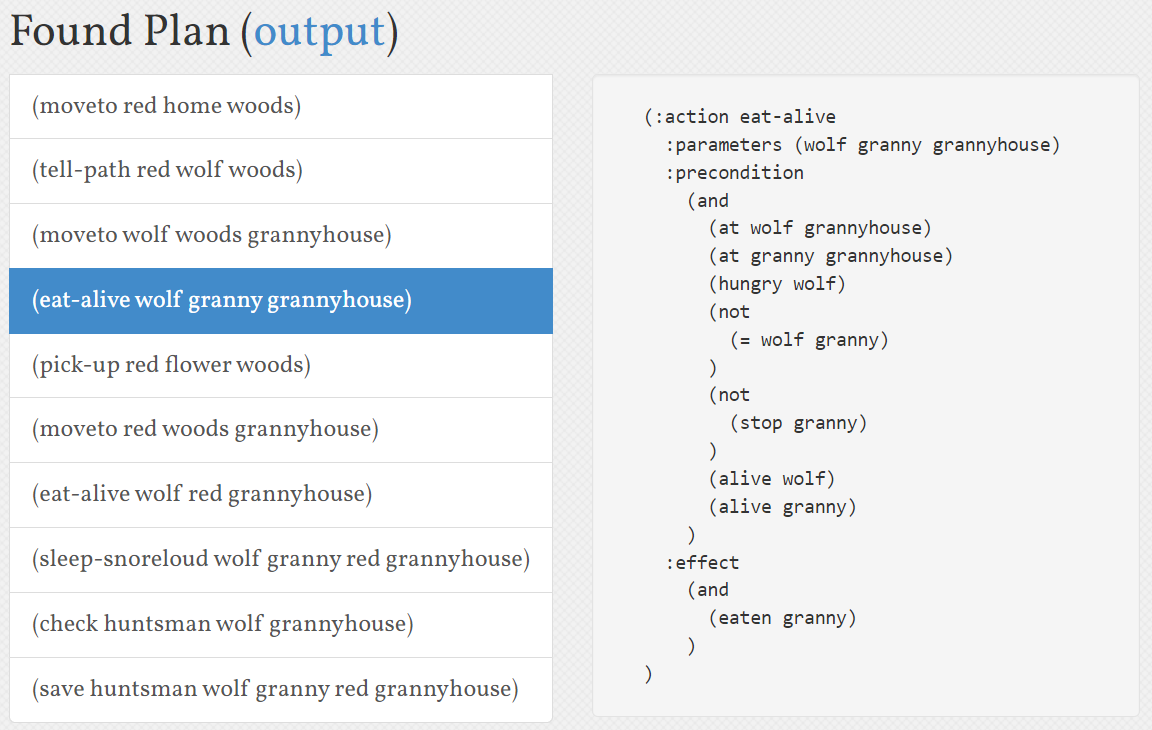 Found Plan (output)
(moveto red home woods)
(tell-path red wolf woods)
(moveto wolf woods grannyhouse)
(eat-alive wolf granny grannyhouse)
(pick-up red flower woods)
(moveto red woods grannyhouse)
(eat-alive wolf red grannyhouse)
(sleep-snoreloud wolf granny red grannyhouse)
(check huntsman wolf grannyhouse)
(save huntsman wolf granny red grannyhouse)
(:action eat-alive
:parameters (wolf granny grannyhouse)
:precondition
(and
(at wolf grannyhouse)
(at granny grannyhouse)
(hungry wolf)
(not
(= wolf granny)
)
(not
(stop granny)
)
(alive wolf)
(alive granny)
)
:effect
(and
(eaten granny)
)
)